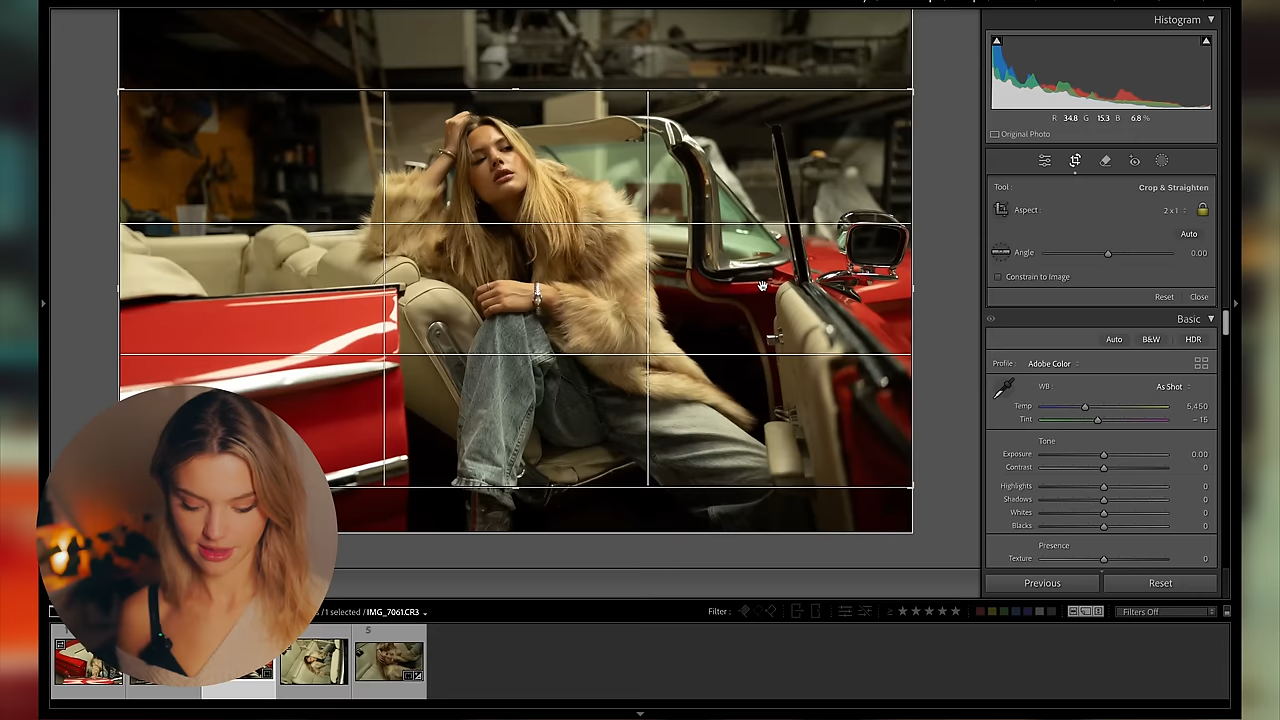 Histogram
R 34.8 G 15.3 B 6.8 %
Original Photo
Tool : Crop & Straighten
Aspect : 2 x 1
Auto
Angle 0.00
Constrain to Image
Reset Close
Basic
Auto B&W HDR
Profile : Adobe Color
WB : As Shot
Temp 5,450
Tint – 15
Tone
Exposure 0.00
Contrast 0
Highlights 0
Shadows 0
Whites 0
Blacks 0
Presence
Texture 0
Previous Reset
/1 selected /IMG_7061.CR3
Filter : ≥ ★★★★★ Filters Off
5